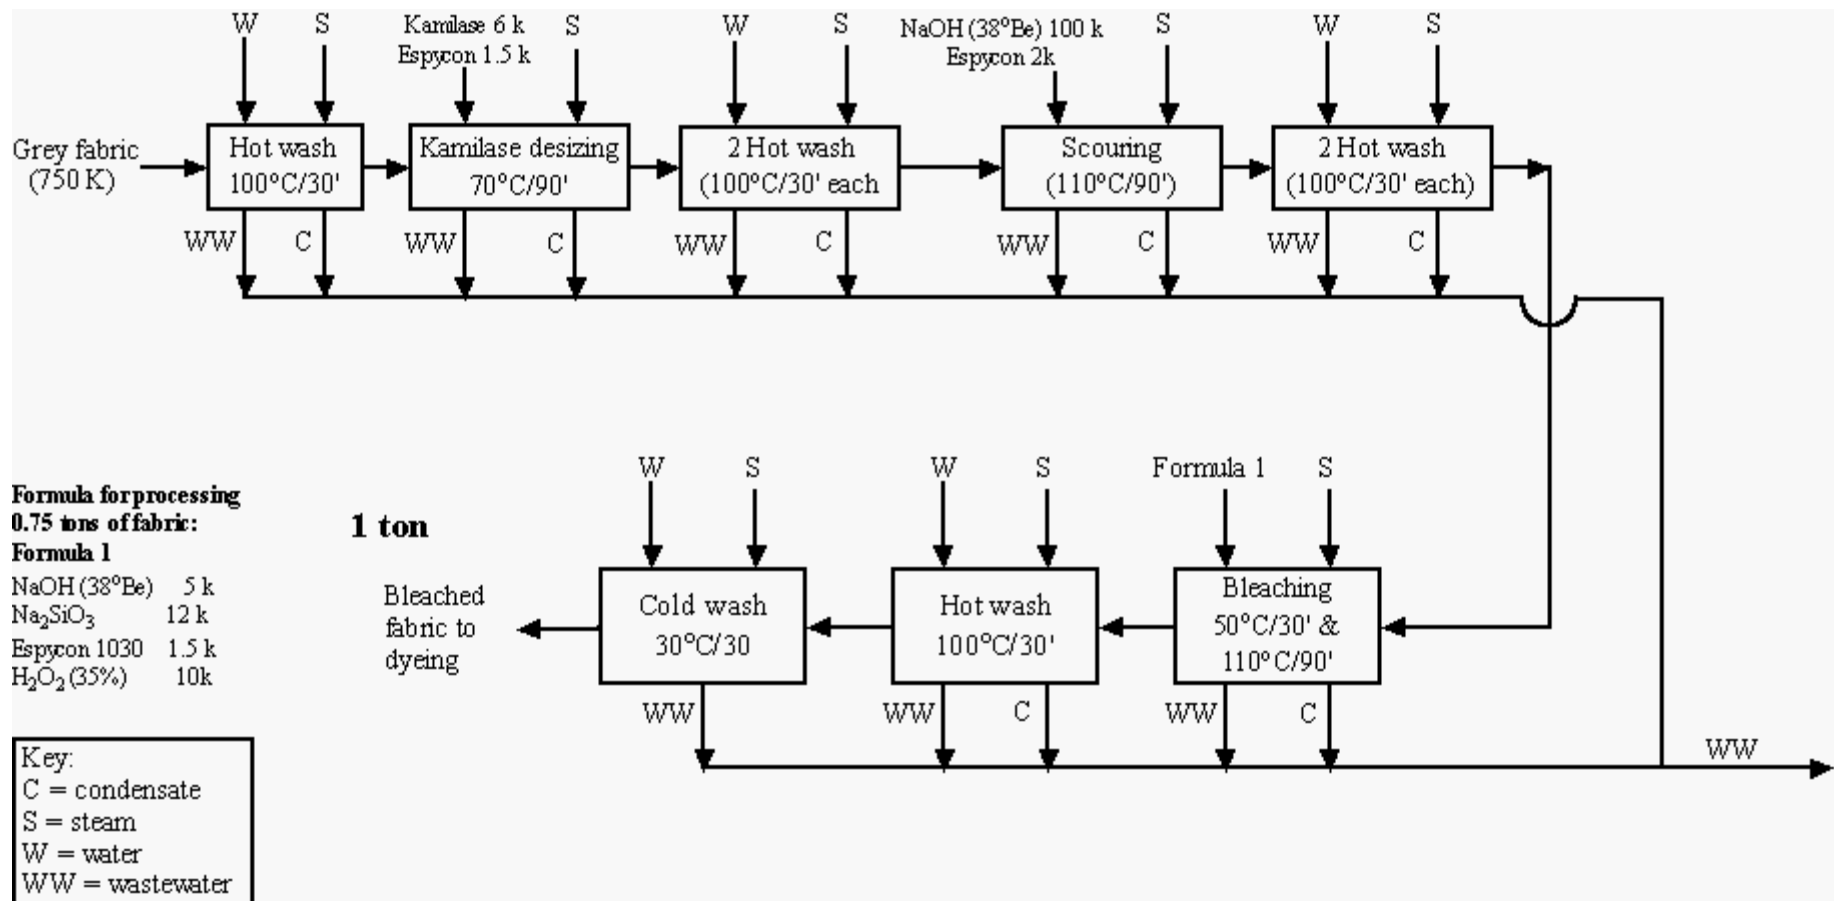 W
S
Kamilase 6 k
Espycon 1.5 k
S
W
S
NaOH (38°Be) 100 k
Espycon 2k
S
W
S
Grey fabric
(750 K)
Hot wash
100°C/30'
Kamilase desizing
70°C/90'
2 Hot wash
(100°C/30' each
Scouring
(110°C/90')
2 Hot wash
(100°C/30' each)
WW
C
WW
C
WW
C
WW
C
WW
C
W
S
W
S
Formula 1
S
Formula for processing
0.75 tons of fabric:
Formula 1
NaOH (38°Be) 5 k
Na₂SiO₃ 12 k
Espycon 1030 1.5 k
H₂O₂ (35%) 10k
1 ton
Bleached
fabric to
dyeing
Cold wash
30°C/30
Hot wash
100°C/30'
Bleaching
50°C/30' &
110°C/90'
WW
WW
C
WW
C
WW
Key:
C = condensate
S = steam
W = water
WW = wastewater